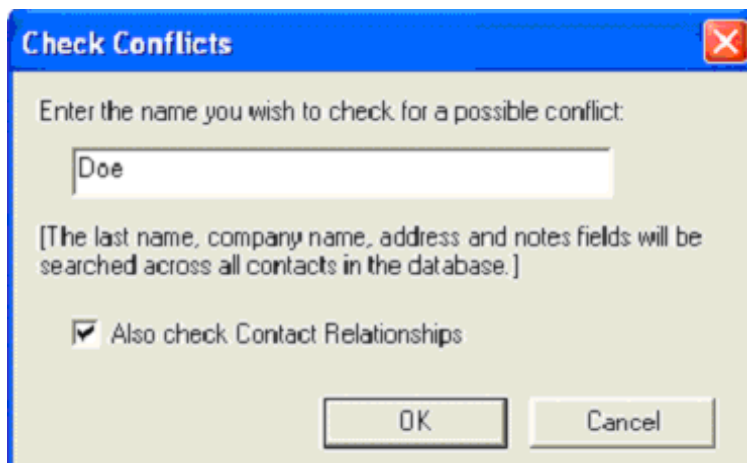 Check Conflicts
Enter the name you wish to check for a possible conflict:
Doe
[The last name, company name, address and notes fields will be
searched across all contacts in the database.]
Also check Contact Relationships
OK Cancel